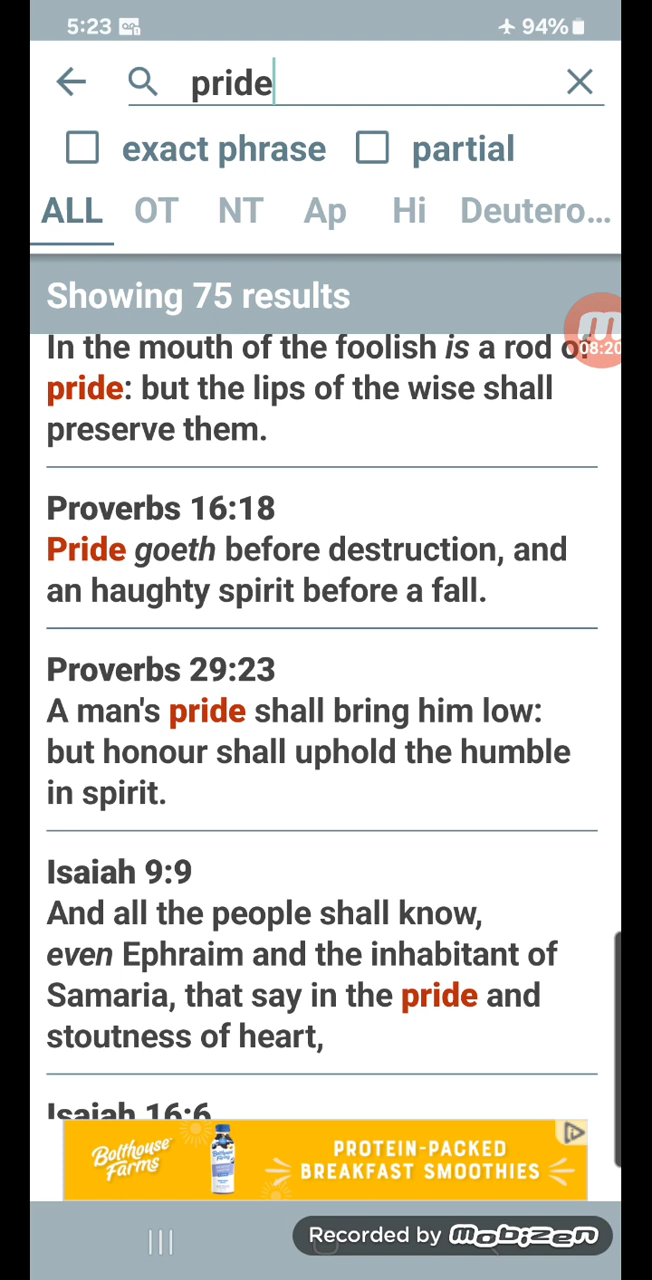 5:23
94%
pride
exact phrase
partial
ALL OT NT Ap Hi Deutero...
Showing 75 results
In the mouth of the foolish is a rod of
08:20
pride: but the lips of the wise shall
preserve them.
Proverbs 16:18
Pride goeth before destruction, and
an haughty spirit before a fall.
Proverbs 29:23
A man's pride shall bring him low:
but honour shall uphold the humble
in spirit.
Isaiah 9:9
And all the people shall know,
even Ephraim and the inhabitant of
Samaria, that say in the pride and
stoutness of heart,
Isaiah 16:6
Bolthouse
Farms
PROTEIN-PACKED
BREAKFAST SMOOTHIES
Recorded by mobizen